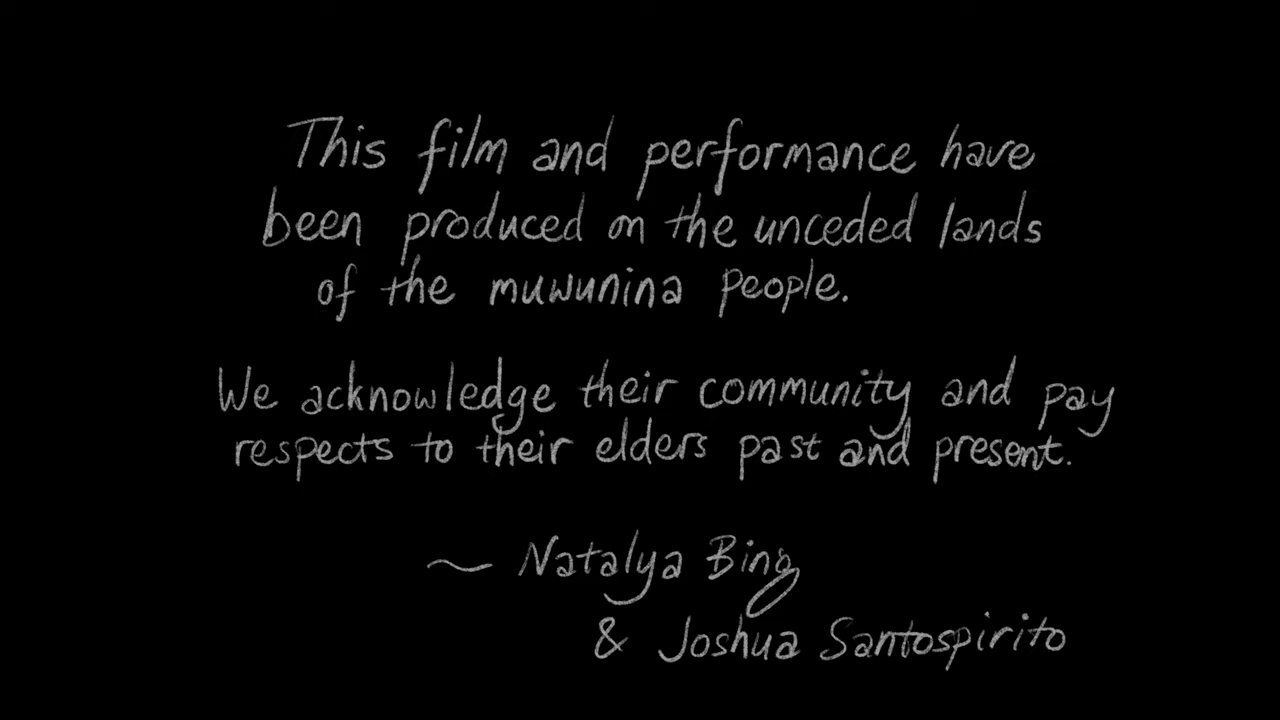 This film and performance have
been produced on the unceded lands
of the muwunina people.
We acknowledge their community and pay
respects to their elders past and present.
~ Natalya Bing
& Joshua Santospirito